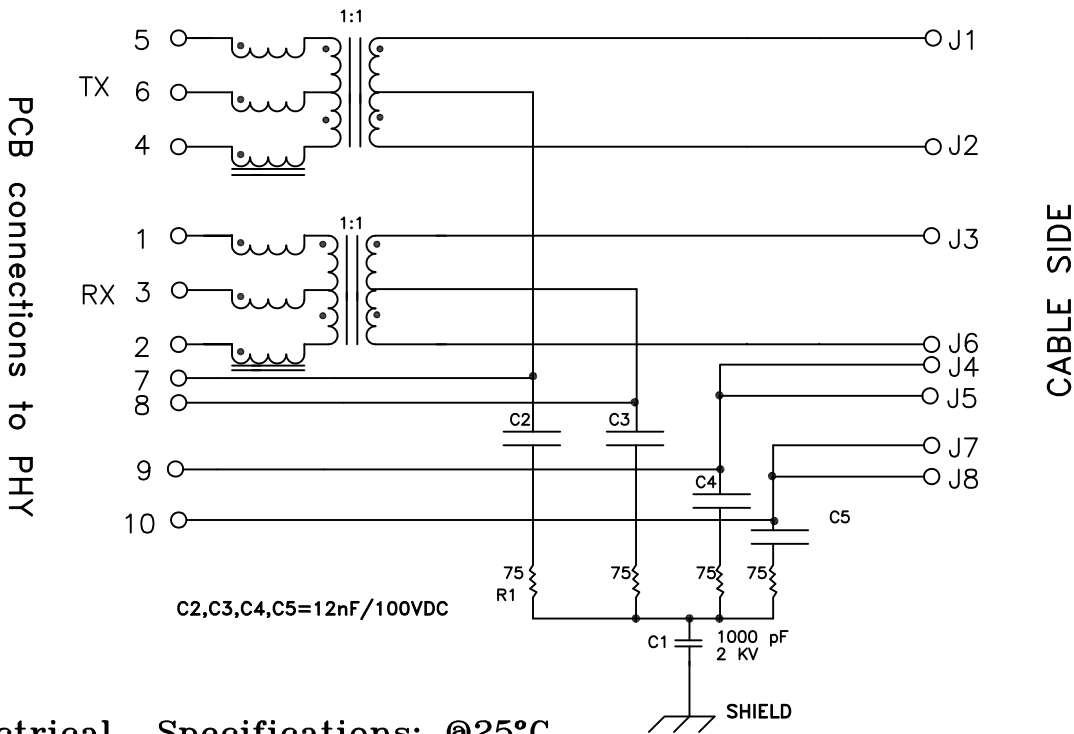 1:1
5
J1
TX
6
4
J2
PCB connections to PHY
CABLE SIDE
1:1
1
J3
RX
3
2
J6
7
J4
8
J5
C2
C3
9
J7
C4
J8
10
C5
75
75
75
75
R1
C2,C3,C4,C5=12nF/100VDC
C1
1000 pF
2 KV
SHIELD
Specifications: @25°C